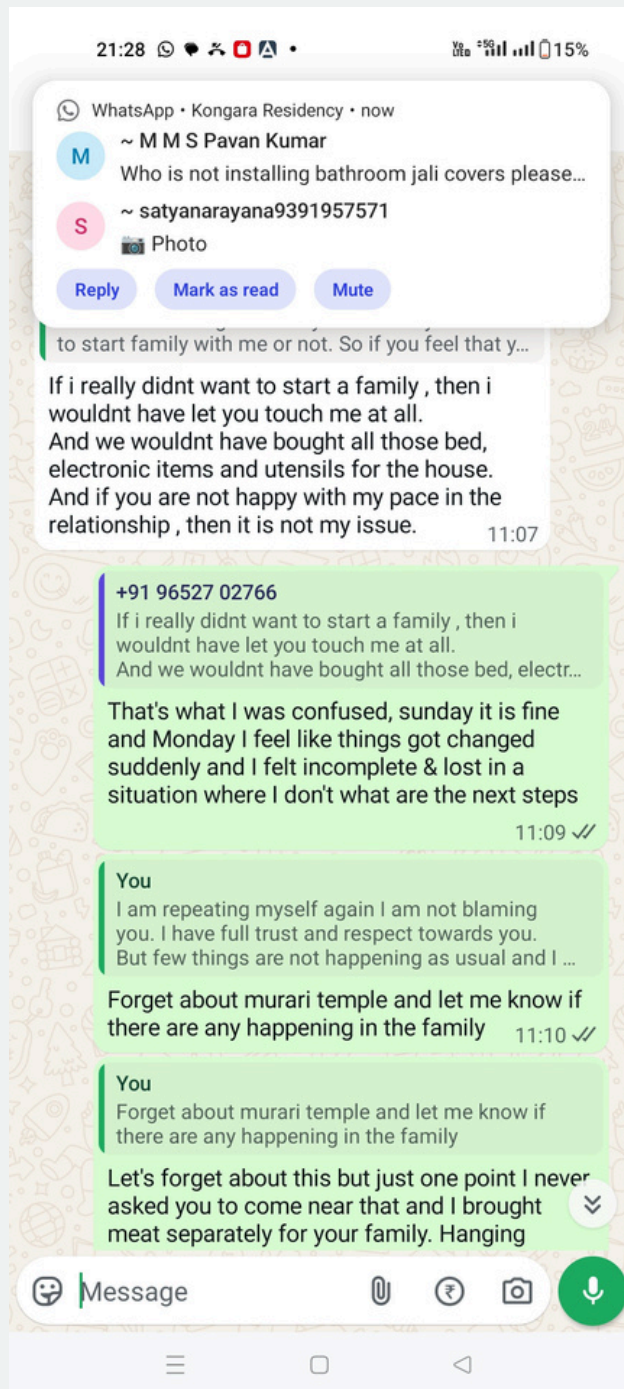 21:28
15%
WhatsApp • Kongara Residency • now
M
~ M M S Pavan Kumar
Who is not installing bathroom jali covers please...
S
~ satyanarayana9391957571
📷 Photo
Reply
Mark as read
Mute
to start family with me or not. So if you feel that y...
If i really didnt want to start a family , then i
wouldnt have let you touch me at all.
And we wouldnt have bought all those bed,
electronic items and utensils for the house.
And if you are not happy with my pace in the
relationship , then it is not my issue.
11:07
+91 96527 02766
If i really didnt want to start a family , then i
wouldnt have let you touch me at all.
And we wouldnt have bought all those bed, electr...
That's what I was confused, sunday it is fine
and Monday I feel like things got changed
suddenly and I felt incomplete & lost in a
situation where I don't what are the next steps
11:09
You
I am repeating myself again I am not blaming
you. I have full trust and respect towards you.
But few things are not happening as usual and I ...
Forget about murari temple and let me know if
there are any happening in the family
11:10
You
Forget about murari temple and let me know if
there are any happening in the family
Let's forget about this but just one point I never
asked you to come near that and I brought
meat separately for your family. Hanging
Message